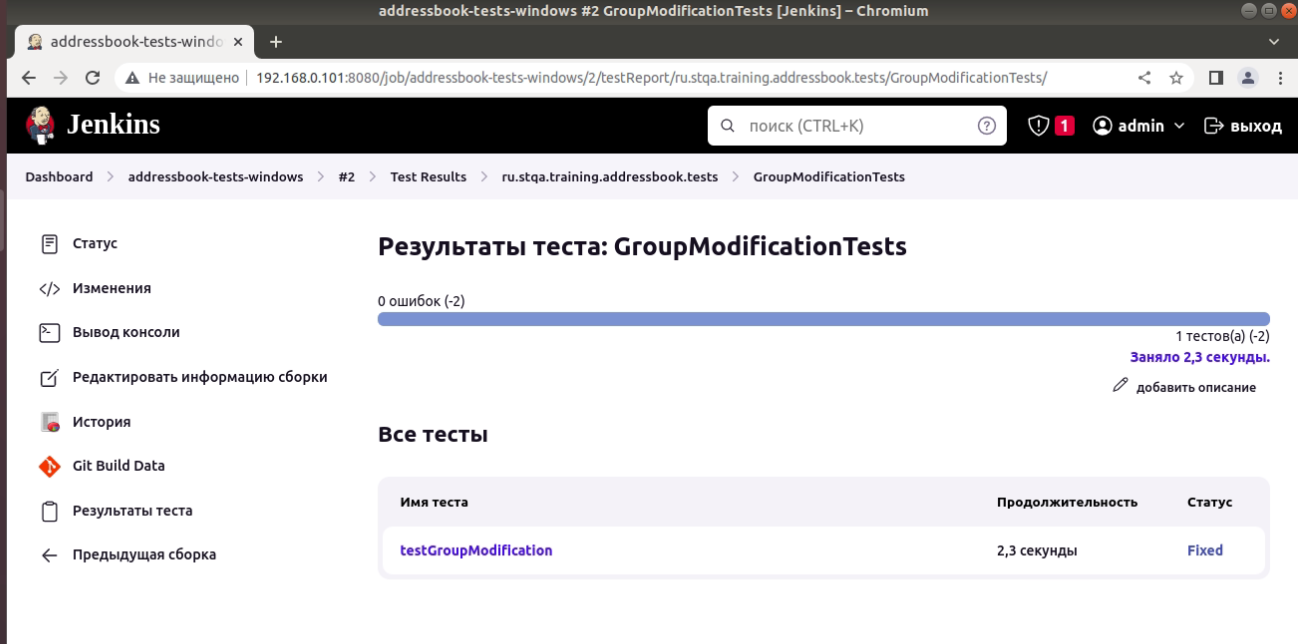 addressbook-tests-windows #2 GroupModificationTests [Jenkins] – Chromium
addressbook-tests-windo
Не защищено 192.168.0.101:8080/job/addressbook-tests-windows/2/testReport/ru.stqa.training.addressbook.tests/GroupModificationTests/
Jenkins поиск (CTRL+K) 1 admin выход
Dashboard addressbook-tests-windows #2 Test Results ru.stqa.training.addressbook.tests GroupModificationTests
Статус
Изменения
Вывод консоли
Редактировать информацию сборки
История
Git Build Data
Результаты теста
Предыдущая сборка
Результаты теста: GroupModificationTests
0 ошибок (-2)
1 тестов(а) (-2)
Заняло 2,3 секунды.
добавить описание
Все тесты
Имя теста Продолжительность Статус
testGroupModification 2,3 секунды Fixed